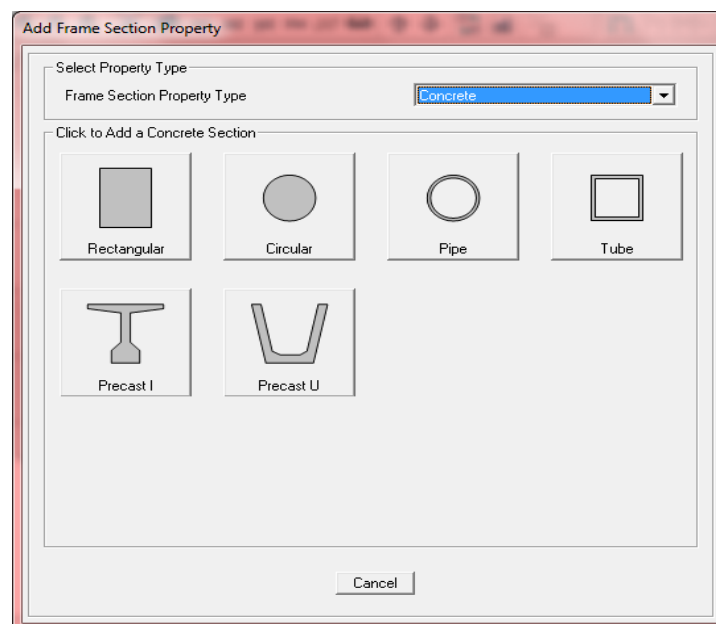 Add Frame Section Property
Select Property Type
Frame Section Property Type
Concrete
Click to Add a Concrete Section
Rectangular
Circular
Pipe
Tube
Precast I
Precast U
Cancel